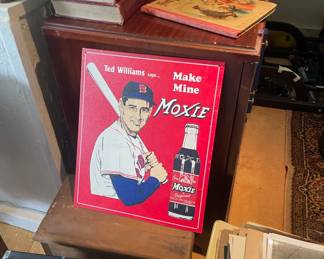 Ted Williams says...
Make
Mine
MOXIE
B
MOXIE